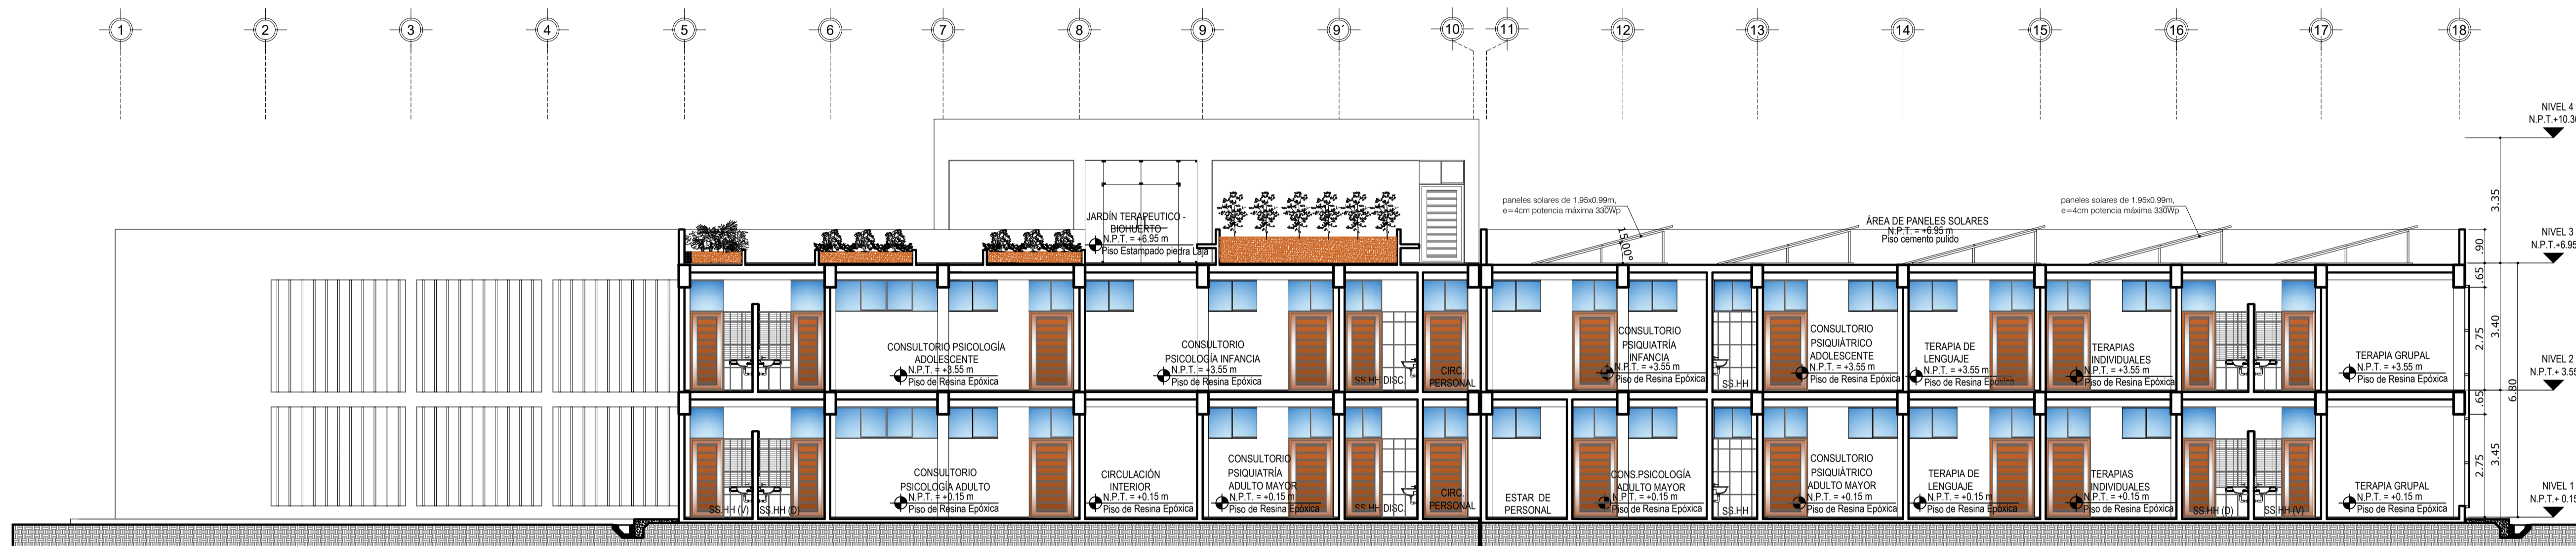 1 2 3 4 5 6 7 8 9 9' 10 11 12 13 14 15 16 17 18
NIVEL 4
N.P.T.+10.30
3.35
paneles solares de 1.95x0.99m,
e=4cm potencia máxima 330Wp
paneles solares de 1.95x0.99m,
e=4cm potencia máxima 330Wp
JARDÍN TERAPEUTICO -
BIOHUERTO
N.P.T. = +6.95 m
Piso Estampado piedra Laja
15.00°
ÁREA DE PANELES SOLARES
N.P.T. = +6.95 m
Piso cemento pulido
.90
NIVEL 3
N.P.T.+6.95
CONSULTORIO PSICOLOGÍA
ADOLESCENTE
N.P.T. = +3.55 m
Piso de Resina Epóxica
CONSULTORIO
PSICOLOGÍA INFANCIA
N.P.T. = +3.55 m
Piso de Resina Epóxica
SS.HH DISC.
CIRC.
PERSONAL
CONSULTORIO
PSIQUIATRÍA
INFANCIA
N.P.T. = +3.55 m
Piso de Resina Epóxica
SS.HH
CONSULTORIO
PSIQUIÁTRICO
ADOLESCENTE
N.P.T. = +3.55 m
Piso de Resina Epóxica
TERAPIA DE
LENGUAJE
N.P.T. = +3.55 m
Piso de Resina Epóxica
TERAPIAS
INDIVIDUALES
N.P.T. = +3.55 m
Piso de Resina Epóxica
TERAPIA GRUPAL
N.P.T. = +3.55 m
Piso de Resina Epóxica
.65
2.75
3.40
6.80
NIVEL 2
N.P.T.+ 3.55
SS.HH (V)
SS.HH (D)
CONSULTORIO
PSICOLOGÍA ADULTO
N.P.T. = +0.15 m
Piso de Resina Epóxica
CIRCULACIÓN
INTERIOR
N.P.T. = +0.15 m
Piso de Resina Epóxica
CONSULTORIO
PSIQUIATRÍA
ADULTO MAYOR
N.P.T. = +0.15 m
Piso de Resina Epóxica
SS.HH DISC.
CIRC.
PERSONAL
ESTAR DE
PERSONAL
CONS.PSICOLOGÍA
ADULTO MAYOR
N.P.T. = +0.15 m
Piso de Resina Epóxica
SS.HH
CONSULTORIO
PSIQUIÁTRICO
ADULTO MAYOR
N.P.T. = +0.15 m
Piso de Resina Epóxica
TERAPIA DE
LENGUAJE
N.P.T. = +0.15 m
Piso de Resina Epóxica
TERAPIAS
INDIVIDUALES
N.P.T. = +0.15 m
Piso de Resina Epóxica
SS.HH (D)
SS.HH (V)
TERAPIA GRUPAL
N.P.T. = +0.15 m
Piso de Resina Epóxica
.65
2.75
3.45
NIVEL 1
N.P.T.+ 0.15